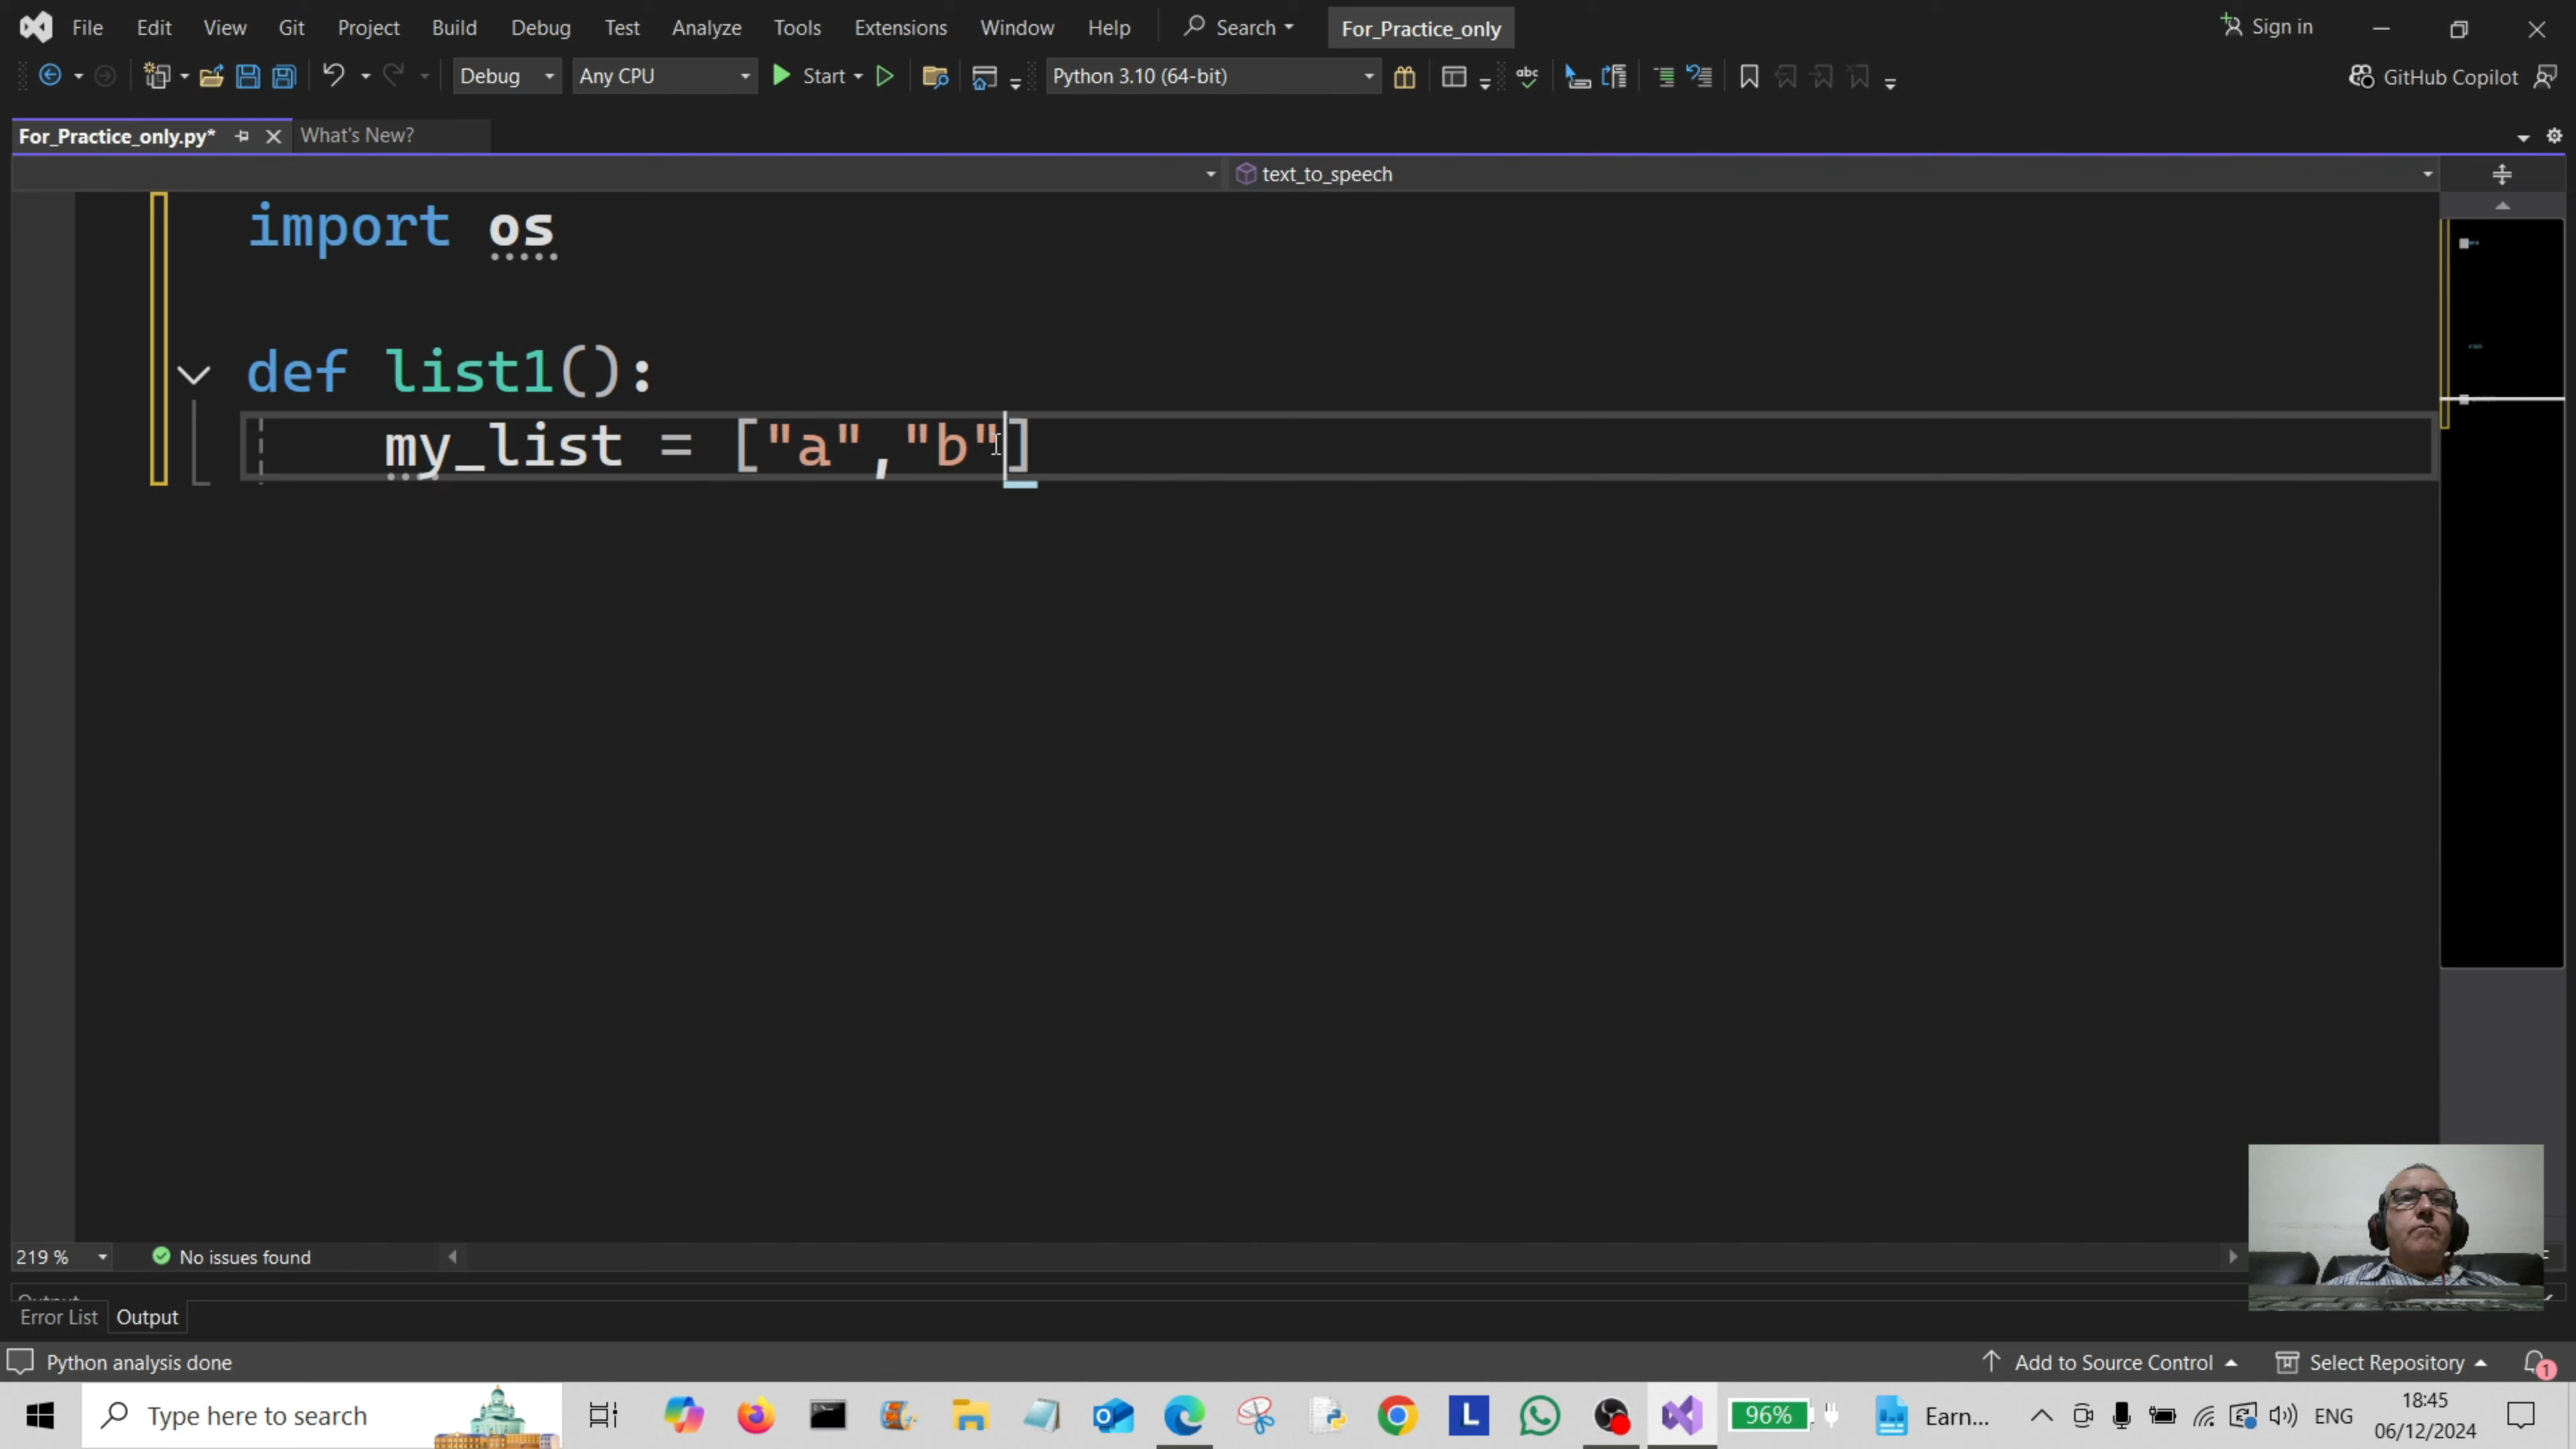 File Edit View Git Project Build Debug Test Analyze Tools Extensions Window Help Search For_Practice_only Sign in
Debug Any CPU Start Python 3.10 (64-bit) abc GitHub Copilot
For_Practice_only.py* What's New?
text_to_speech
import os
def list1():
my_list = ["a","b"]
219 % No issues found
Output
Error List Output
Python analysis done Add to Source Control Select Repository 1
Type here to search L 96% Earn... ENG 18:45
06/12/2024